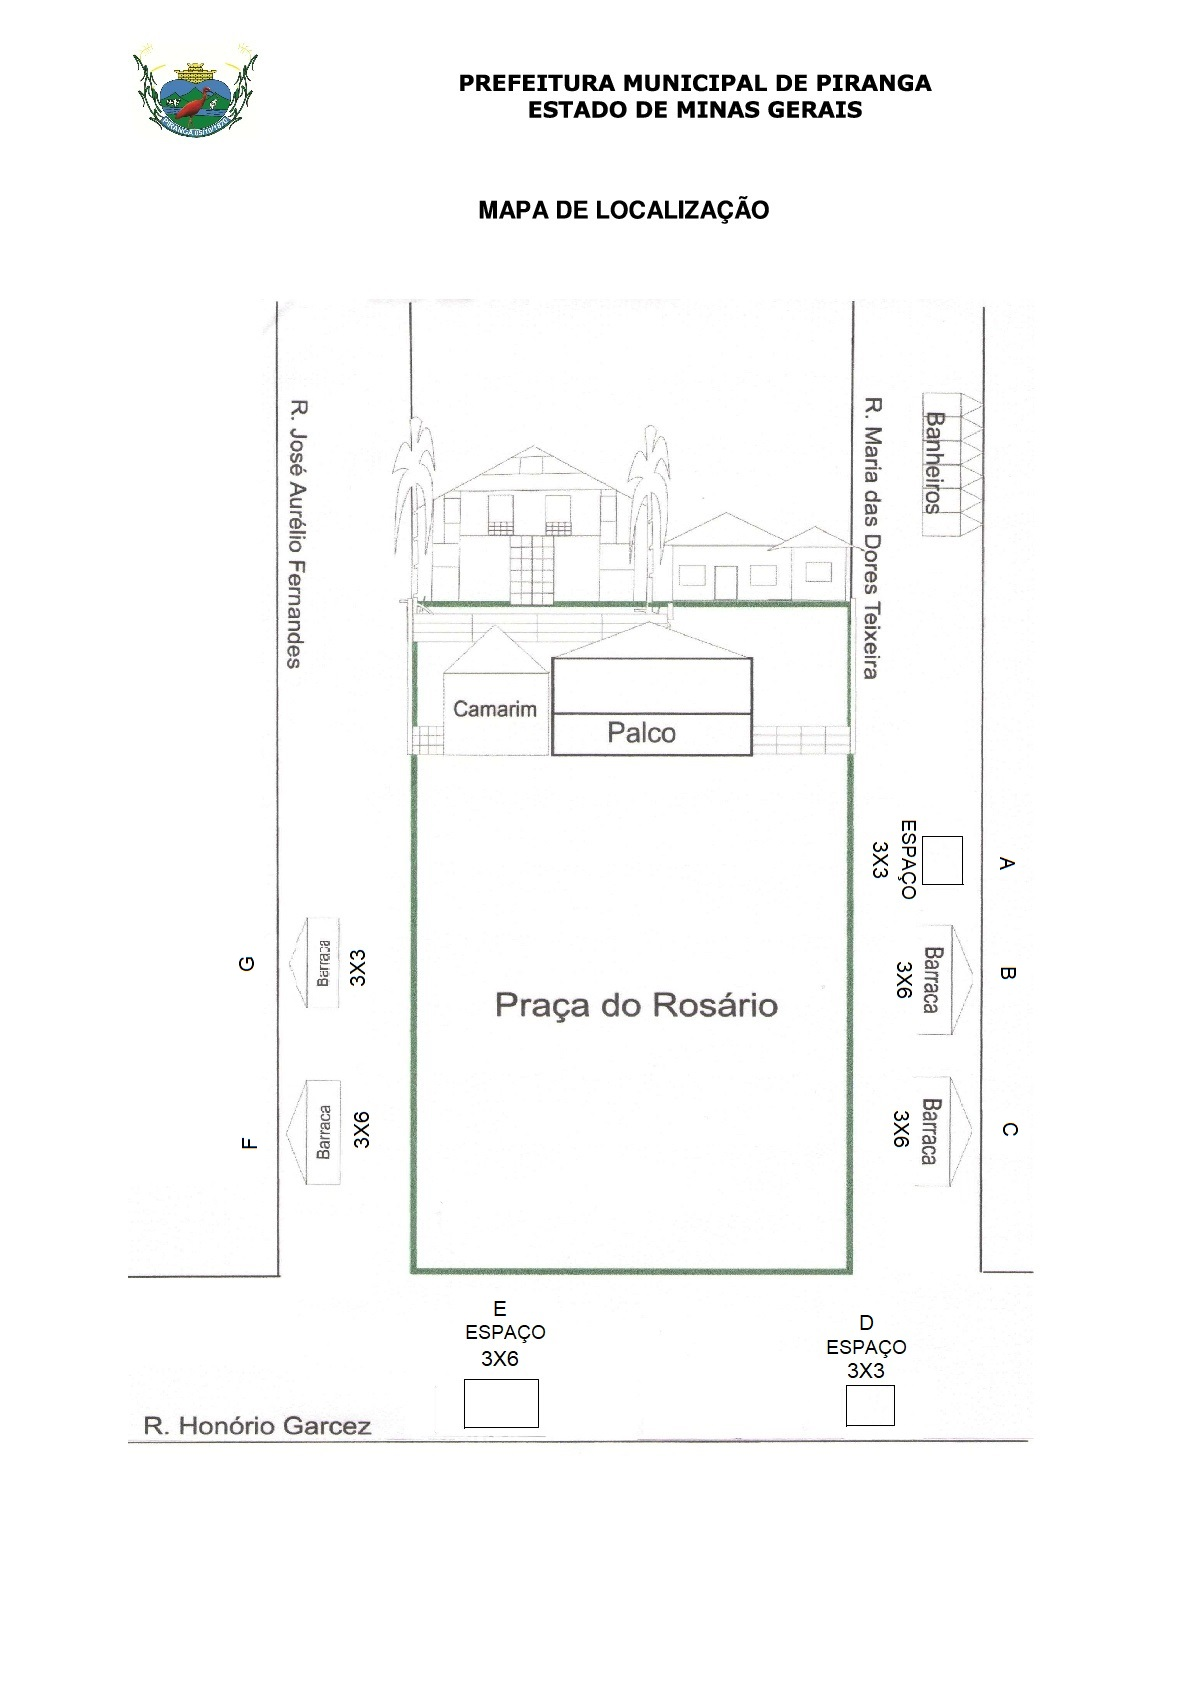 PREFEITURA MUNICIPAL DE PIRANGA
ESTADO DE MINAS GERAIS
MAPA DE LOCALIZAÇÃO
R. José Aurélio Fernandes
R. Maria das Dores Teixeira
Banheiros
Camarim
Palco
A
ESPAÇO
3X3
B
Barraca
3X6
C
Barraca
3X6
G
Barraca
3X3
F
Barraca
3X6
Praça do Rosário
E
ESPAÇO
3X6
D
ESPAÇO
3X3
R. Honório Garcez